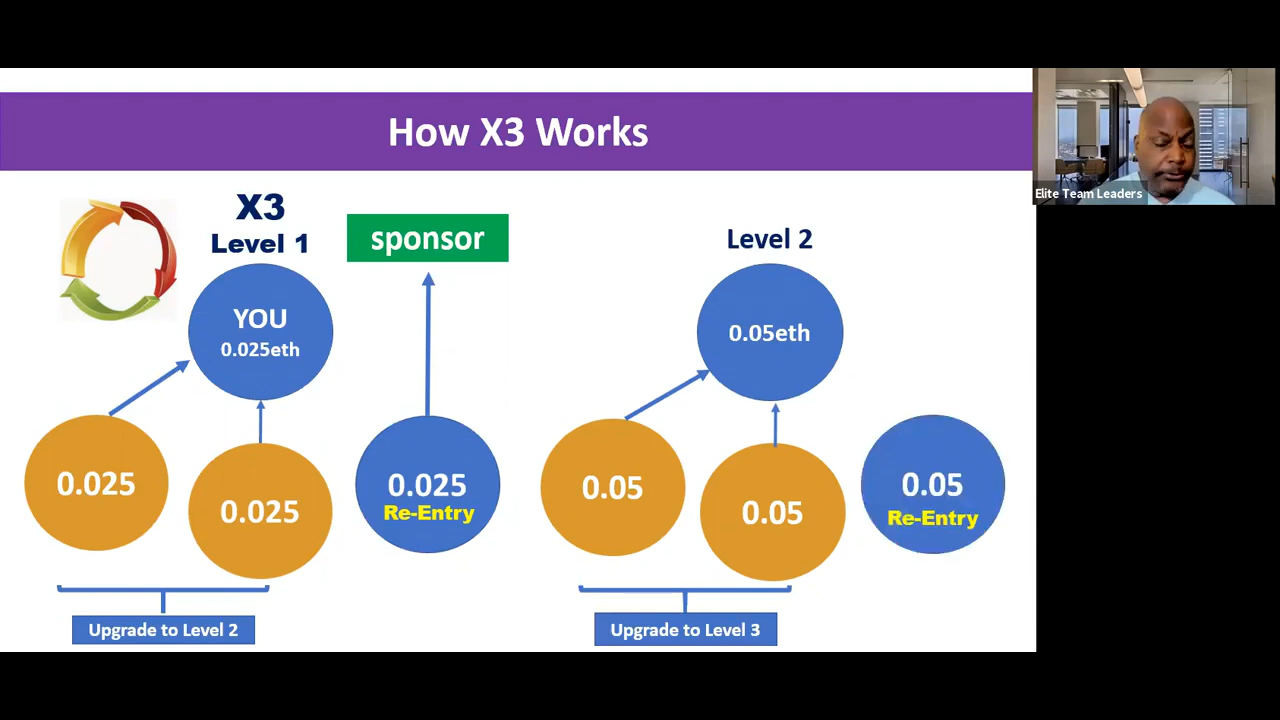 How X3 Works
Elite Team Leaders
X3
Level 1
sponsor
Level 2
YOU
0.025eth
0.05eth
0.025
0.025
0.025
Re-Entry
0.05
0.05
0.05
Re-Entry
Upgrade to Level 2
Upgrade to Level 3